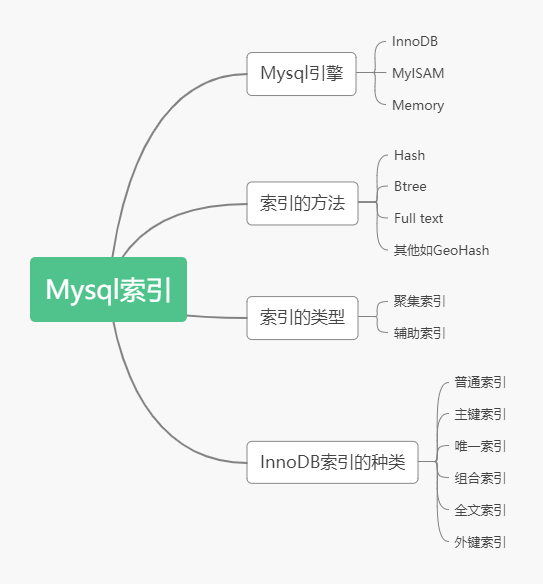 Mysql索引
Mysql引擎
InnoDB
MyISAM
Memory
索引的方法
Hash
Btree
Full text
其他如GeoHash
索引的类型
聚集索引
辅助索引
InnoDB索引的种类
普通索引
主键索引
唯一索引
组合索引
全文索引
外键索引